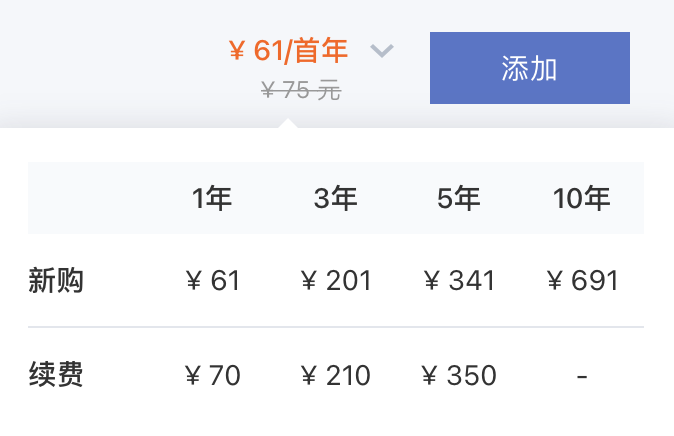 ¥ 61/首年
添加
¥ 75 元
1年 3年 5年 10年
新购 ¥ 61 ¥ 201 ¥ 341 ¥ 691
续费 ¥ 70 ¥ 210 ¥ 350 -